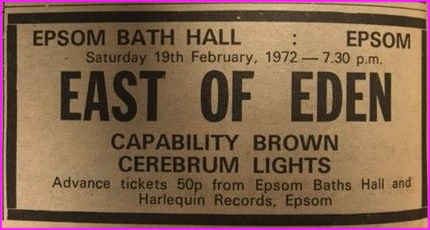 EPSOM BATH HALL : EPSOM
Saturday 19th February, 1972 — 7.30 p.m.
EAST OF EDEN
CAPABILITY BROWN
CEREBRUM LIGHTS
Advance tickets 50p from Epsom Baths Hall and
Harlequin Records, Epsom